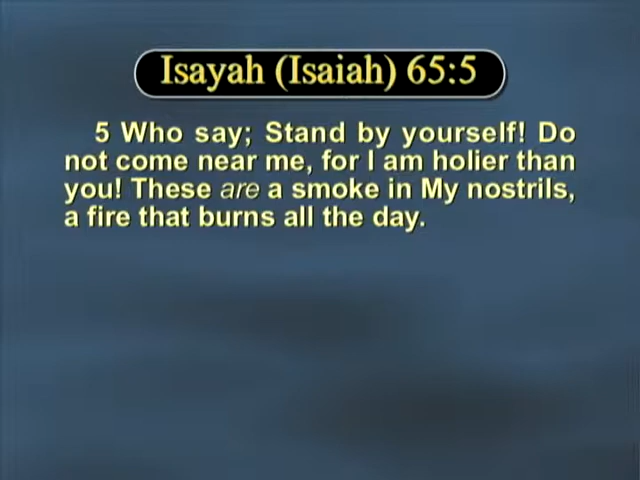 Isayah (Isaiah) 65:5
5 Who say; Stand by yourself! Do
not come near me, for I am holier than
you! These are a smoke in My nostrils,
a fire that burns all the day.